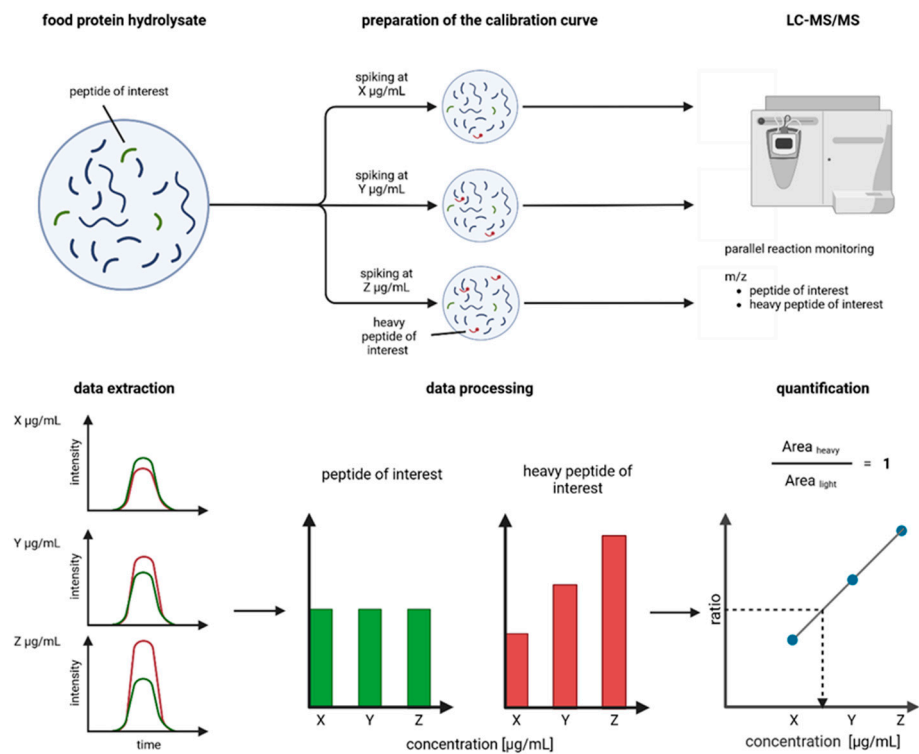 food protein hydrolysate
preparation of the calibration curve
LC-MS/MS
peptide of interest
spiking at
X µg/mL
spiking at
Y µg/mL
spiking at
Z µg/mL
heavy
peptide of
interest
parallel reaction monitoring
m/z
• peptide of interest
• heavy peptide of interest
data extraction
data processing
quantification
X µg/mL
intensity
Y µg/mL
intensity
Z µg/mL
intensity
time
peptide of interest
X Y Z
heavy peptide of
interest
X Y Z
concentration [µg/mL]
Area heavy
Area light
= 1
ratio
X Y Z
concentration [µg/mL]